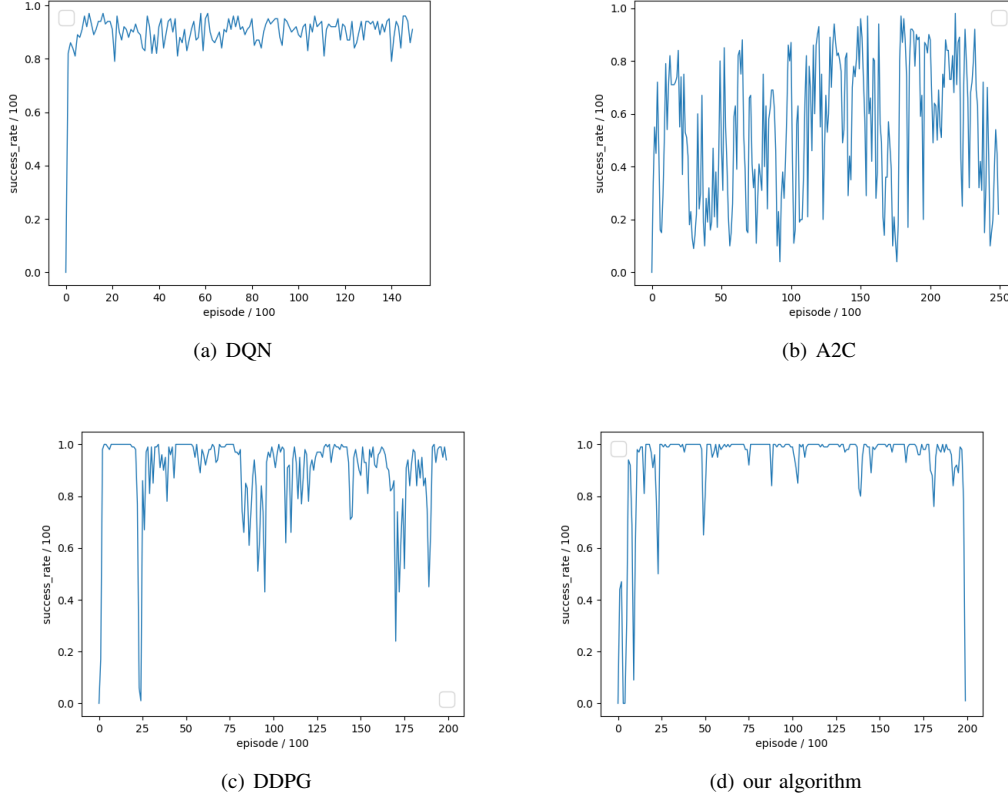 1.0
0.8
0.6
0.4
0.2
0.0
success_rate / 100
0 20 40 60 80 100 120 140
episode / 100
(a) DQN
1.0
0.8
0.6
0.4
0.2
0.0
success_rate / 100
0 50 100 150 200 250
episode / 100
(b) A2C
1.0
0.8
0.6
0.4
0.2
0.0
success_rate / 100
0 25 50 75 100 125 150 175 200
episode / 100
(c) DDPG
1.0
0.8
0.6
0.4
0.2
0.0
success_rate / 100
0 25 50 75 100 125 150 175 200
episode / 100
(d) our algorithm